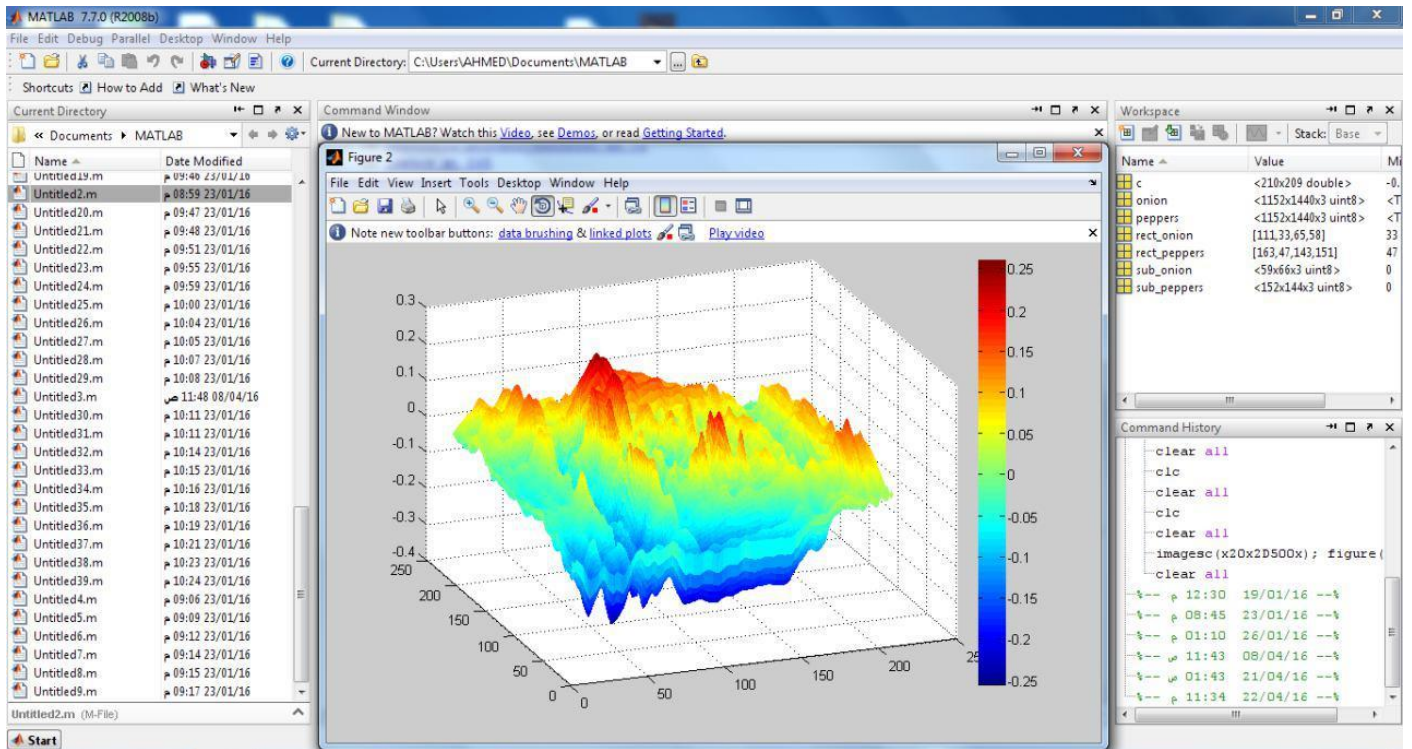 MATLAB 7.7.0 (R2008b)
File Edit Debug Parallel Desktop Window Help
Current Directory: C:\Users\AHMED\Documents\MATLAB
Shortcuts How to Add What's New
Current Directory
« Documents MATLAB
Name Date Modified
Untitled19.m م 09:46 23/01/16
Untitled2.m م 08:59 23/01/16
Untitled20.m م 09:47 23/01/16
Untitled21.m م 09:48 23/01/16
Untitled22.m م 09:51 23/01/16
Untitled23.m م 09:55 23/01/16
Untitled24.m م 09:59 23/01/16
Untitled25.m م 10:00 23/01/16
Untitled26.m م 10:04 23/01/16
Untitled27.m م 10:05 23/01/16
Untitled28.m م 10:07 23/01/16
Untitled29.m م 10:08 23/01/16
Untitled3.m ص 11:48 08/04/16
Untitled30.m م 10:11 23/01/16
Untitled31.m م 10:11 23/01/16
Untitled32.m م 10:14 23/01/16
Untitled33.m م 10:15 23/01/16
Untitled34.m م 10:16 23/01/16
Untitled35.m م 10:18 23/01/16
Untitled36.m م 10:19 23/01/16
Untitled37.m م 10:21 23/01/16
Untitled38.m م 10:23 23/01/16
Untitled39.m م 10:24 23/01/16
Untitled4.m م 09:06 23/01/16
Untitled5.m م 09:09 23/01/16
Untitled6.m م 09:12 23/01/16
Untitled7.m م 09:14 23/01/16
Untitled8.m م 09:15 23/01/16
Untitled9.m م 09:17 23/01/16
Untitled2.m (M-File)
Start
Command Window
New to MATLAB? Watch this Video, see Demos, or read Getting Started.
Figure 2
File Edit View Insert Tools Desktop Window Help
Note new toolbar buttons: data brushing & linked plots Play video
0.3
0.2
0.1
0
-0.1
-0.2
-0.3
-0.4
250
200
150
100
50
0
0
50
100
150
200
25
0.25
0.2
0.15
0.1
0.05
0
-0.05
-0.1
-0.15
-0.2
-0.25
Workspace
Stack: Base
Name Value Mi
c <210x209 double> -0.
onion <1152x1440x3 uint8> <T
peppers <1152x1440x3 uint8> <T
rect_onion [111,33,65,58] 33
rect_peppers [163,47,143,151] 47
sub_onion <59x66x3 uint8> 0
sub_peppers <152x144x3 uint8> 0
Command History
clear all
clc
clear all
clc
clear all
imagesc(x20x2D500x); figure(
clear all
%-- م 12:30 19/01/16 --%
%-- م 08:45 23/01/16 --%
%-- م 01:10 26/01/16 --%
%-- ص 11:43 08/04/16 --%
%-- ص 01:43 21/04/16 --%
%-- م 11:34 22/04/16 --%